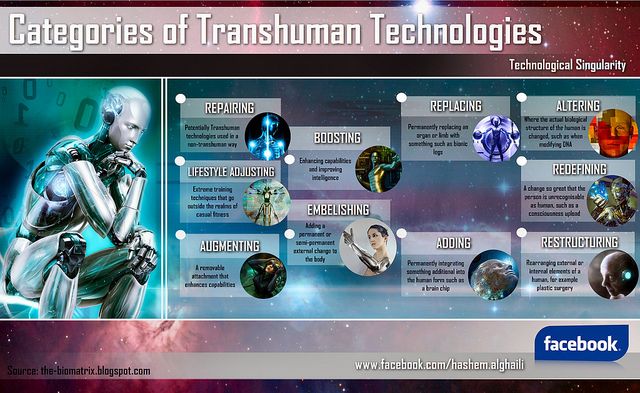 Categories of Transhuman Technologies
Technological Singularity
REPAIRING
Potentially Transhuman
technologies used in a
non-transhuman way
LIFESTYLE ADJUSTING
Extreme training
techniques that go
outside the realms of
casual fitness
AUGMENTING
A removable
attachment that
enhances capabilities
BOOSTING
Enhancing capabilities
and improving
intelligence
EMBELISHING
Adding a
permanent or
semi-permanent
external change to
the body
REPLACING
Permanently replacing an
organ or limb with
something such as bionic
legs
ADDING
Permanently integrating
something additional into
the human form such as
a brain chip
ALTERING
Where the actual biological
structure of the human is
changed, such as when
modifying DNA
REDEFINING
A change so great that the
person is unrecognisable
as human, such as a
consciousness upload
RESTRUCTURING
Rearranging external or
internal elements of a
human, for example
plastic surgery
facebook
www.facebook.com/hashem.alghaili
Source: the-biomatrix.blogspot.com